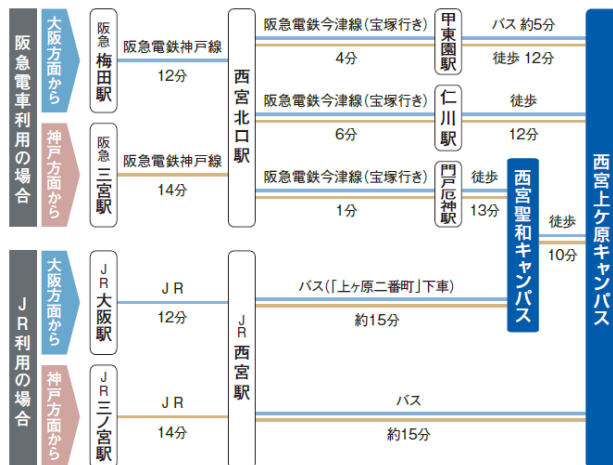 阪急電車利用の場合
大阪方面から
阪急 梅田駅
阪急電鉄神戸線
12分
神戸方面から
阪急 三宮駅
阪急電鉄神戸線
14分
西宮北口駅
阪急電鉄今津線(宝塚行き)
4分
甲東園駅
バス 約5分
徒歩 12分
阪急電鉄今津線(宝塚行き)
6分
仁川駅
徒歩
12分
阪急電鉄今津線(宝塚行き)
1分
門戸厄神駅
徒歩
13分
西宮聖和キャンパス
徒歩
10分
西宮上ケ原キャンパス
JR利用の場合
大阪方面から
JR 大阪駅
JR
12分
神戸方面から
JR 三ノ宮駅
JR
14分
JR 西宮駅
バス(「上ヶ原二番町」下車)
約15分
バス
約15分